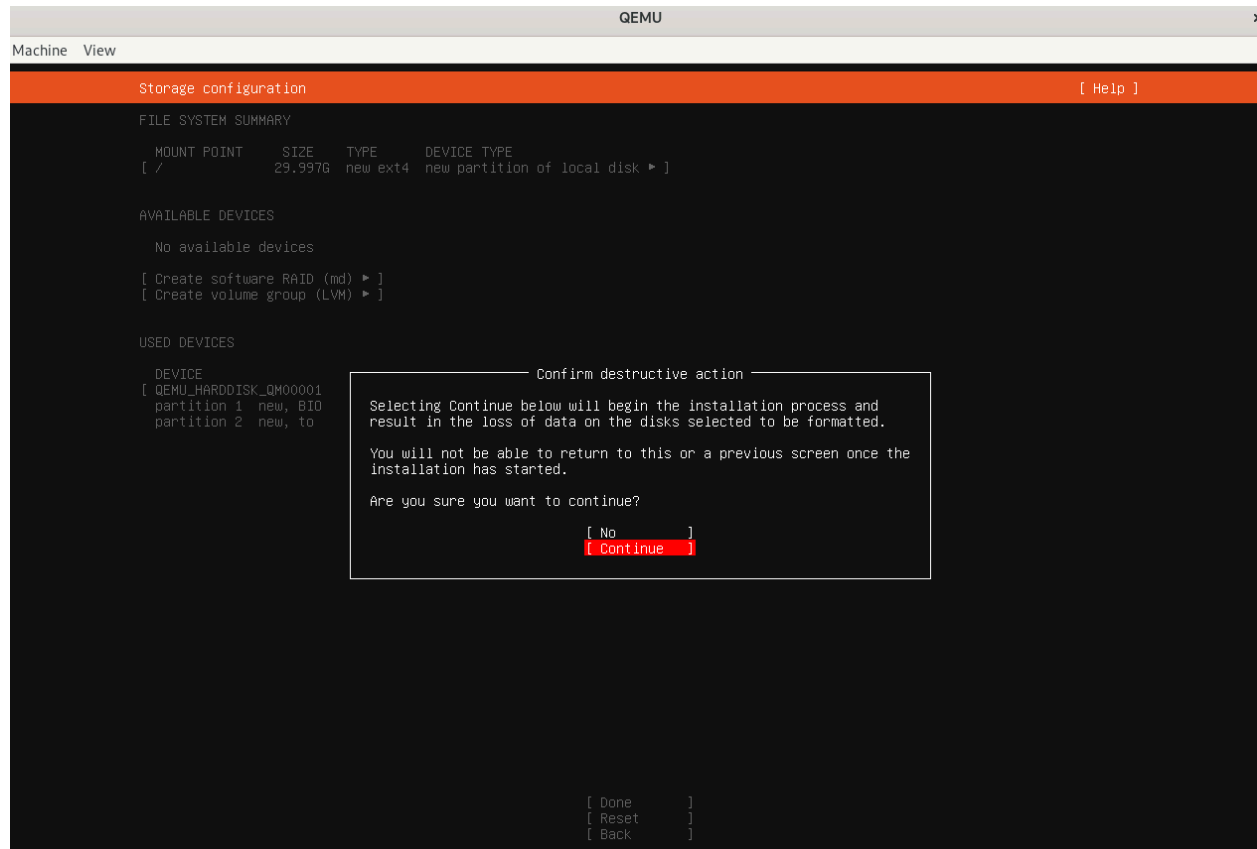 QEMU
Machine View
Storage configuration [ Help ]
FILE SYSTEM SUMMARY
MOUNT POINT SIZE TYPE DEVICE TYPE
[ / 29.997G new ext4 new partition of local disk ▸ ]
AVAILABLE DEVICES
No available devices
[ Create software RAID (md) ▸ ]
[ Create volume group (LVM) ▸ ]
USED DEVICES
DEVICE
[ QEMU_HARDDISK_QM00001
partition 1 new, BIO
partition 2 new, to
Confirm destructive action
Selecting Continue below will begin the installation process and
result in the loss of data on the disks selected to be formatted.
You will not be able to return to this or a previous screen once the
installation has started.
Are you sure you want to continue?
[ No ]
[ Continue ]
[ Done ]
[ Reset ]
[ Back ]